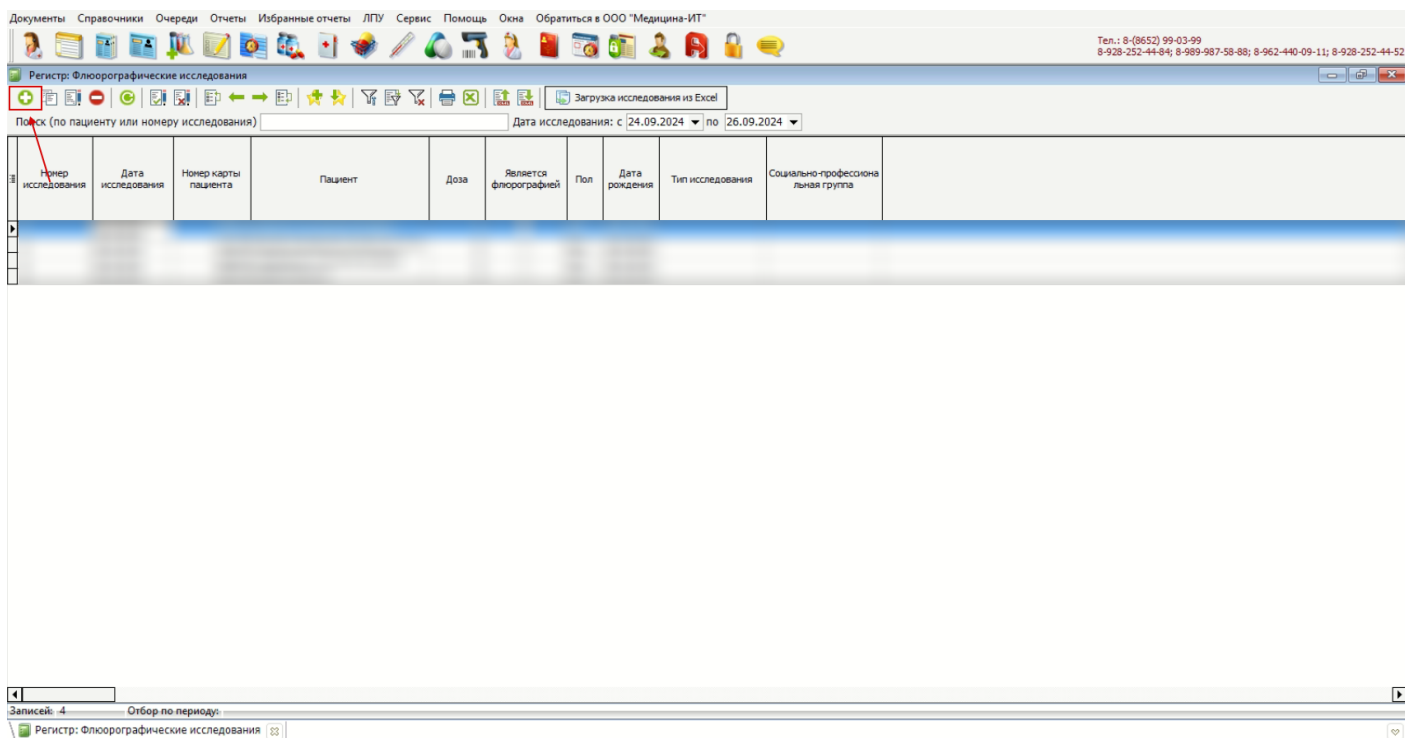 Документы Справочники Очереди Отчеты Избранные отчеты ЛПУ Сервис Помощь Окна Обратиться в ООО "Медицина-ИТ"
Тел.: 8-(8652) 99-03-99
8-928-252-44-84; 8-989-987-58-88; 8-962-440-09-11; 8-928-252-44-52
Регистр: Флюорографические исследования
Загрузка исследования из Excel
Поиск (по пациенту или номеру исследования) Дата исследования: с 24.09.2024 по 26.09.2024
Номер исследования
Дата исследования
Номер карты пациента
Пациент
Доза
Является флюрографией
Пол
Дата рождения
Тип исследования
Социально-профессиона
льная группа
Записей: 4 Отбор по периоду:
Регистр: Флюорографические исследования